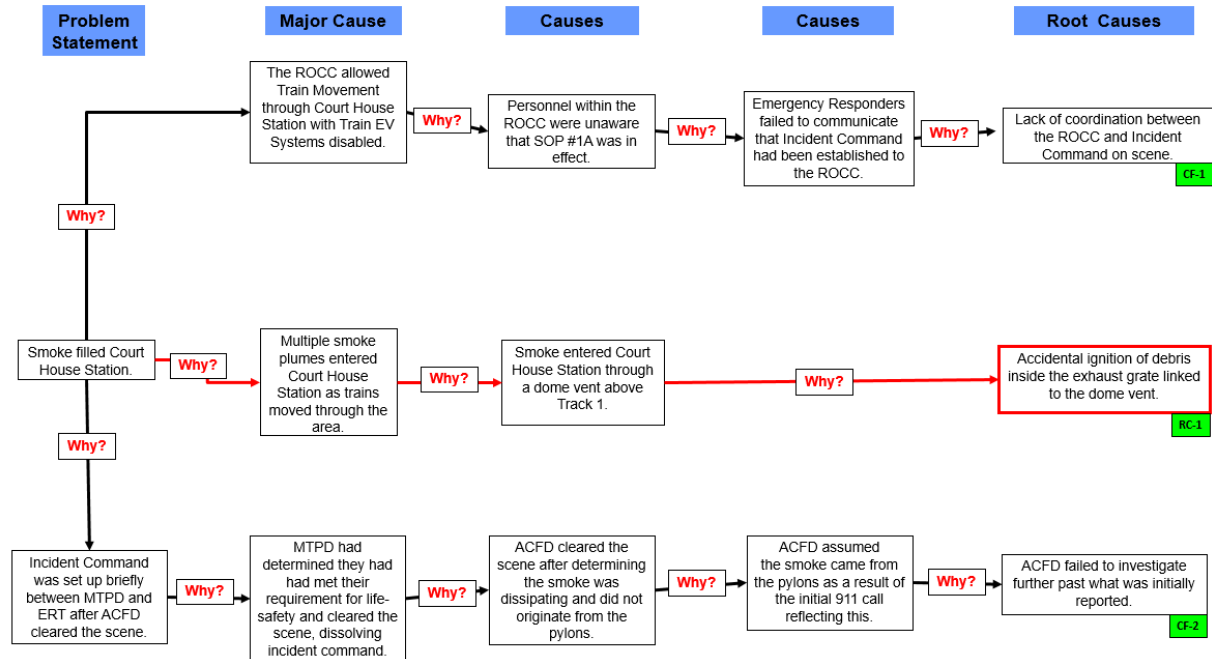 Problem
Statement
Major Cause
Causes
Causes
Root Causes
The ROCC allowed
Train Movement
through Court House
Station with Train EV
Systems disabled.
Why?
Personnel within the
ROCC were unaware
that SOP #1A was in
effect.
Why?
Emergency Responders
failed to communicate
that Incident Command
had been established to
the ROCC.
Why?
Lack of coordination between
the ROCC and Incident
Command on scene.
CF-1
Why?
Smoke filled Court
House Station.
Why?
Multiple smoke
plumes entered
Court House
Station as trains
moved through the
area.
Why?
Smoke entered Court
House Station through
a dome vent above
Track 1.
Why?
Accidental ignition of debris
inside the exhaust grate linked
to the dome vent.
RC-1
Why?
Incident Command
was set up briefly
between MTPD and
ERT after ACFD
cleared the scene.
Why?
MTPD had
determined they had
had met their
requirement for life-
safety and cleared the
scene, dissolving
incident command.
Why?
ACFD cleared the
scene after determining
the smoke was
dissipating and did not
originate from the
pylons.
Why?
ACFD assumed
the smoke came from
the pylons as a result of
the initial 911 call
reflecting this.
Why?
ACFD failed to investigate
further past what was initially
reported.
CF-2